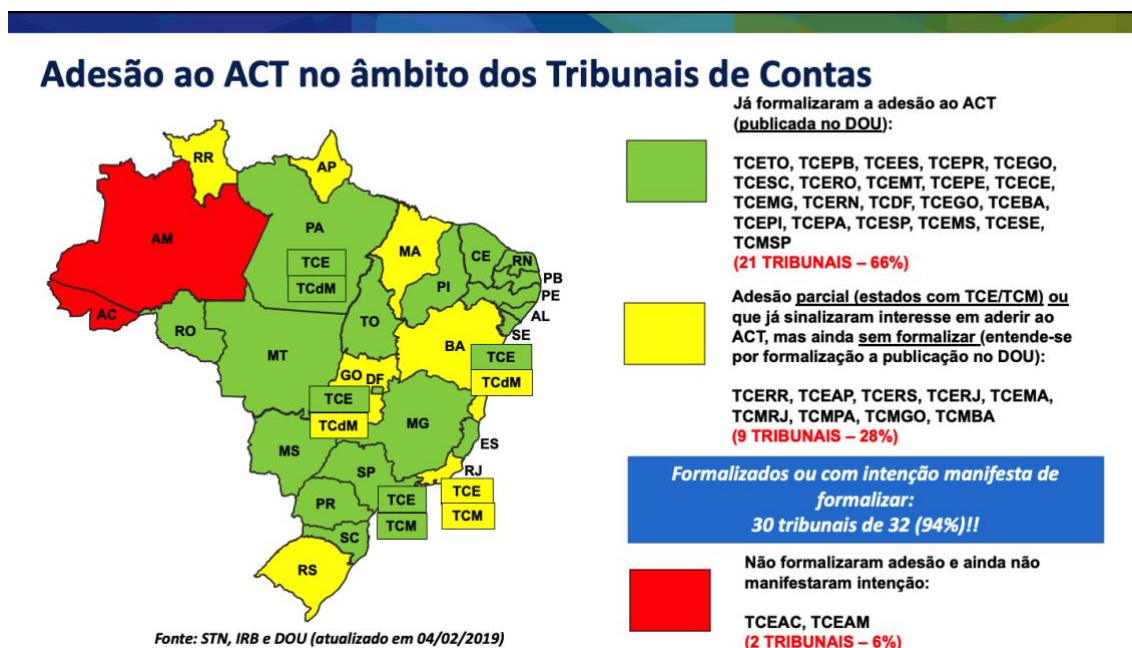 Adesão ao ACT no âmbito dos Tribunais de Contas
RR
AP
AM
PA
TCE
TCdM
MA
CE
RN
PB
PE
AL
SE
PI
AC
RO
TO
MT
BA
TCE
TCdM
GO
DF
TCE
TCdM
MG
ES
MS
SP
RJ
TCE
TCM
TCE
TCM
PR
SC
RS
Fonte: STN, IRB e DOU (atualizado em 04/02/2019)
Já formalizaram a adesão ao ACT
(publicada no DOU):
TCETO, TCEPB, TCEES, TCEPR, TCEGO,
TCESC, TCERO, TCEMT, TCEPE, TCECE,
TCEMG, TCERN, TCDF, TCEGO, TCEBA,
TCEPI, TCEPA, TCESP, TCEMS, TCESE,
TCMSP
(21 TRIBUNAIS – 66%)
Adesão parcial (estados com TCE/TCM) ou
que já sinalizaram interesse em aderir ao
ACT, mas ainda sem formalizar (entende-se
por formalização a publicação no DOU):
TCERR, TCEAP, TCERS, TCERJ, TCEMA,
TCMRJ, TCMPA, TCMGO, TCMBA
(9 TRIBUNAIS – 28%)
Formalizados ou com intenção manifesta de
formalizar:
30 tribunais de 32 (94%)!!
Não formalizaram adesão e ainda não
manifestaram intenção:
TCEAC, TCEAM
(2 TRIBUNAIS – 6%)